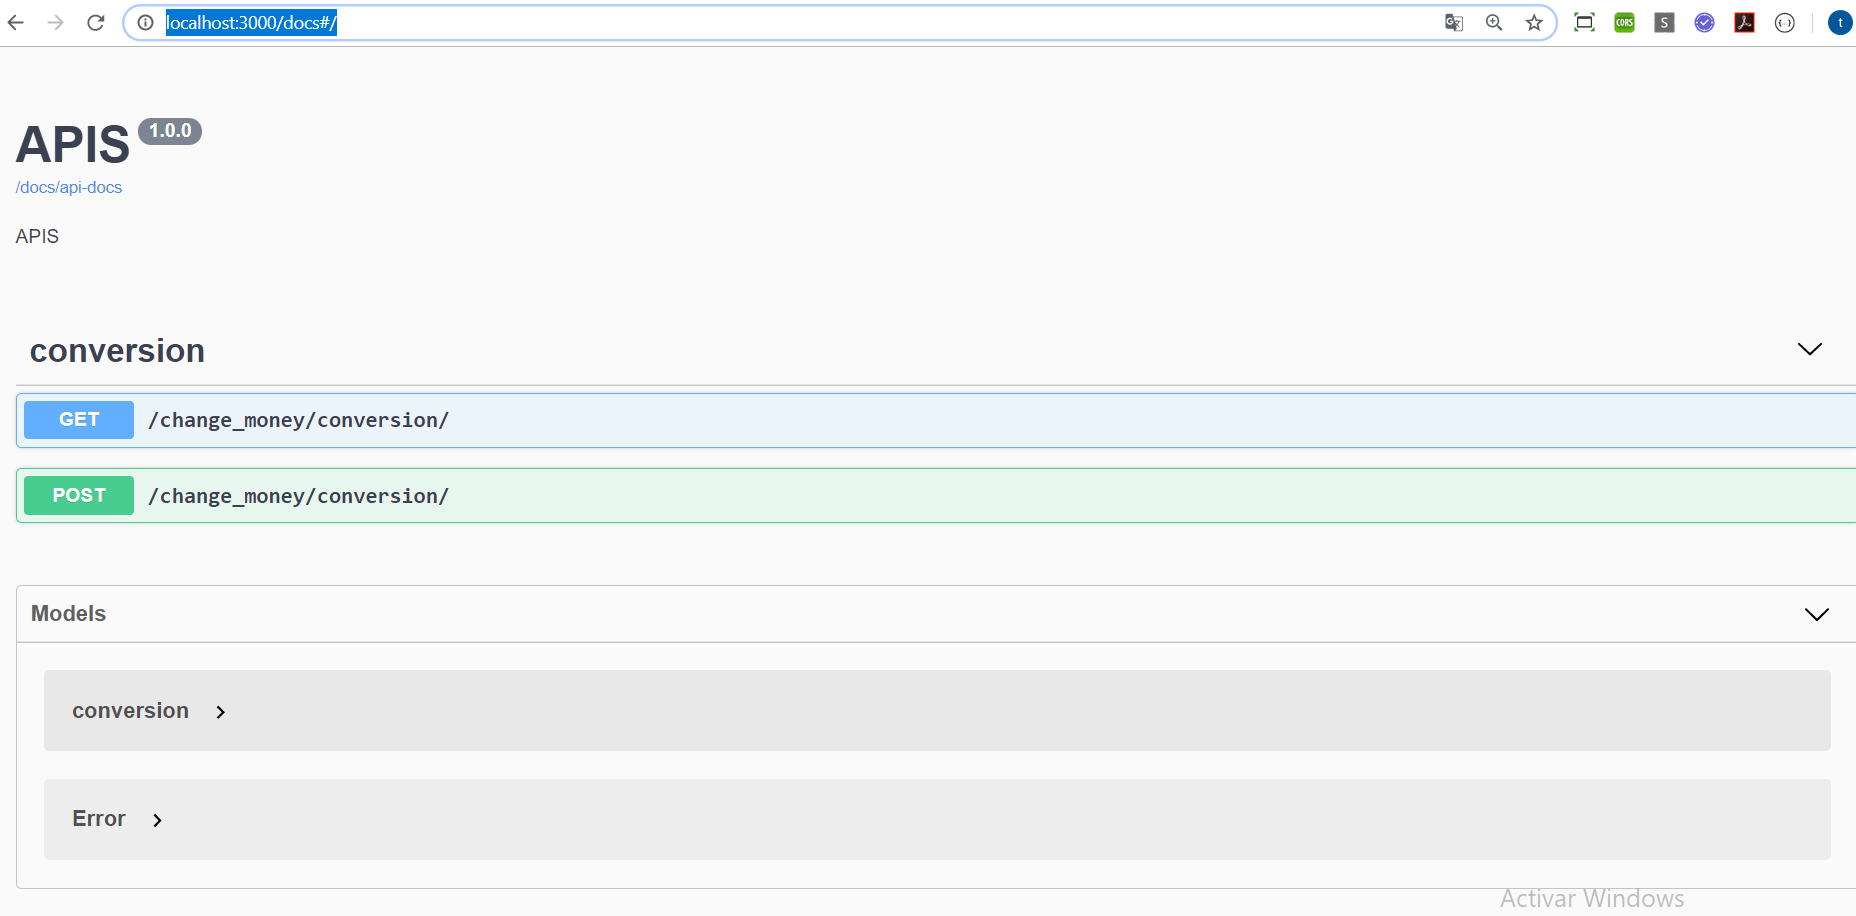 localhost:3000/docs#/
CORS
S
t
APIS 1.0.0
/docs/api-docs
APIS
conversion
GET /change_money/conversion/
POST /change_money/conversion/
Models
conversion
Error
Activar Windows